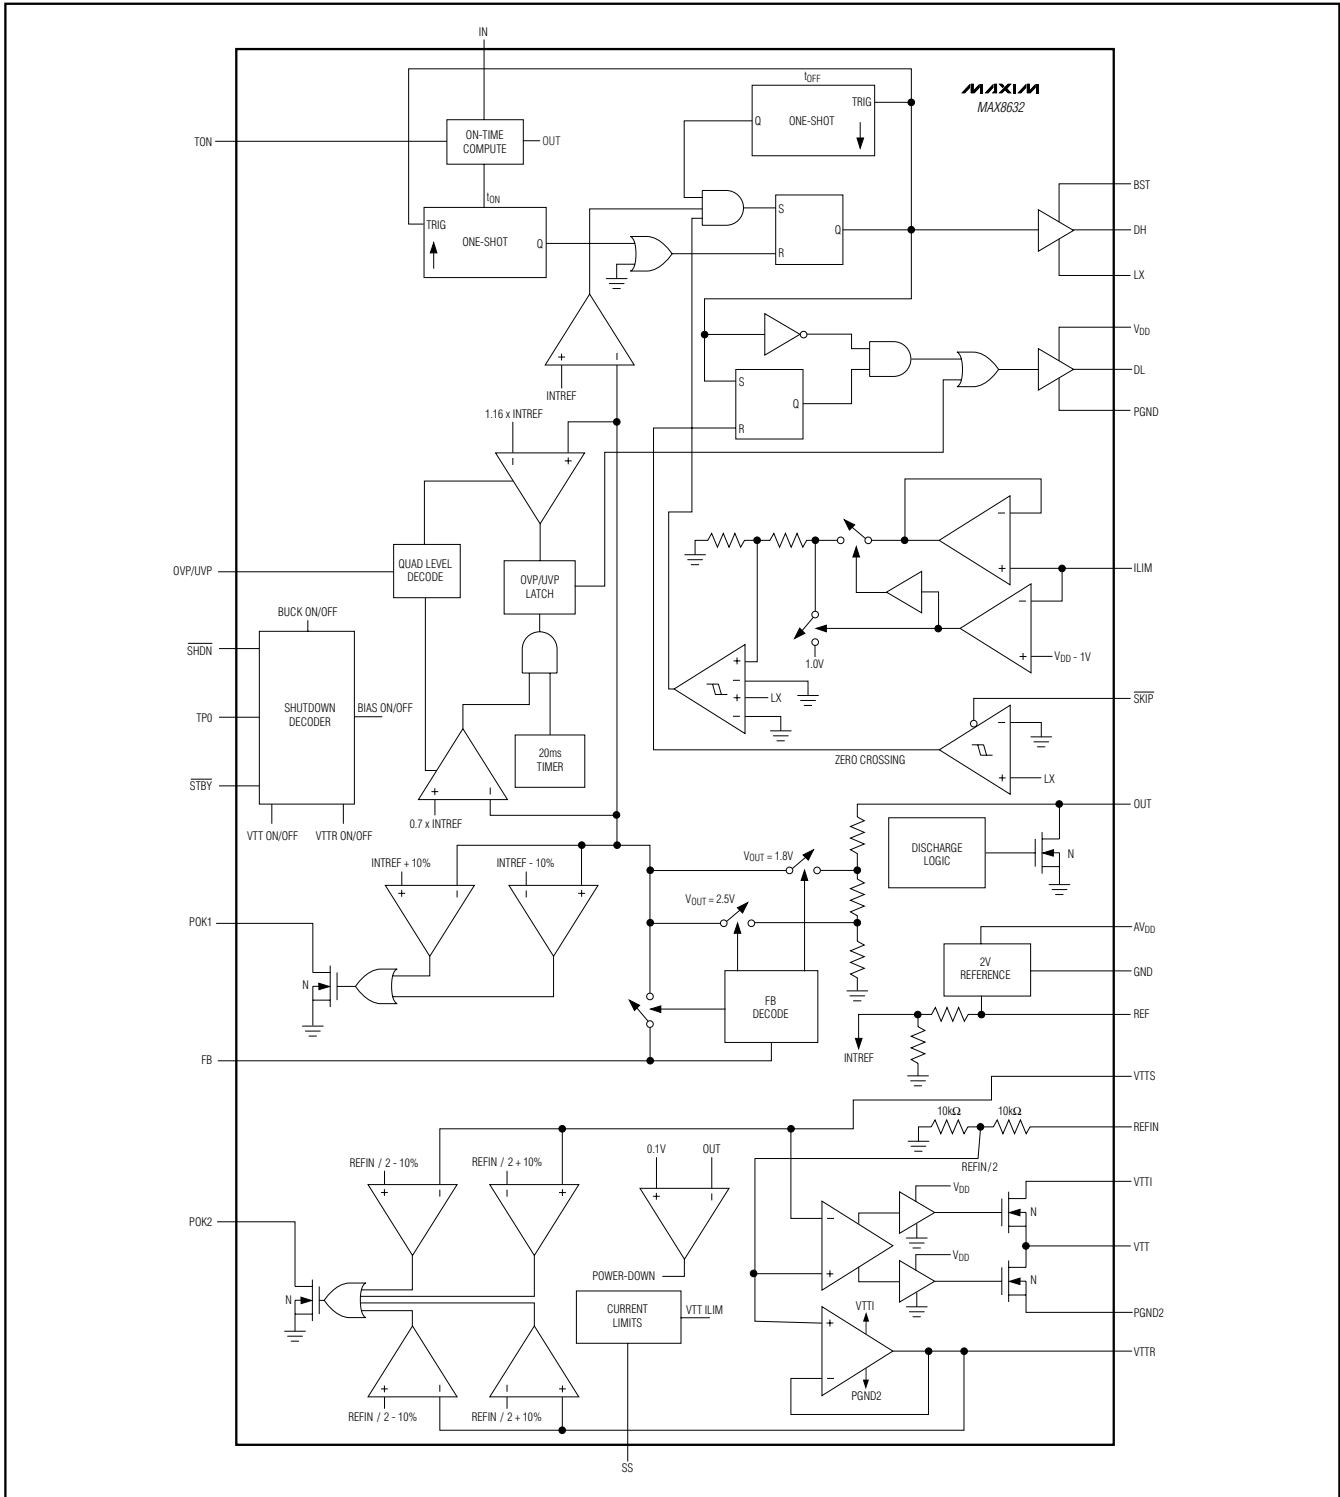 IN
tOFF
MAXIM
MAX8632
TRIG
Q
ONE-SHOT
TON
ON-TIME
COMPUTE
OUT
BST
tON
TRIG
ONE-SHOT
Q
S
Q
R
DH
LX
VDD
+
–
INTREF
S
Q
R
DL
PGND
1.16 x INTREF
–
+
–
+
OVP/UVP
QUAD LEVEL
DECODE
OVP/UVP
LATCH
ILIM
–
+
VDD - 1V
1.0V
BUCK ON/OFF
SHDN
SHUTDOWN
DECODER
TP0
BIAS ON/OFF
STBY
VTT ON/OFF
VTTR ON/OFF
20ms
TIMER
+
–
0.7 x INTREF
+
–
+
–
LX
SKIP
–
+
LX
ZERO CROSSING
OUT
DISCHARGE
LOGIC
N
VOUT = 1.8V
VOUT = 2.5V
INTREF + 10%
INTREF - 10%
+
–
–
+
POK1
N
FB
DECODE
AVDD
2V
REFERENCE
GND
REF
INTREF
FB
VTTS
10kΩ
10kΩ
REFIN
REFIN/2
REFIN / 2 - 10%
REFIN / 2 + 10%
+
–
–
+
0.1V
OUT
+
–
POWER-DOWN
VDD
VTTI
N
–
+
VTT
VDD
N
PGND2
POK2
N
CURRENT
LIMITS
VTT ILIM
VTTI
+
–
PGND2
VTTR
+
–
–
+
REFIN / 2 - 10%
REFIN / 2 + 10%
SS